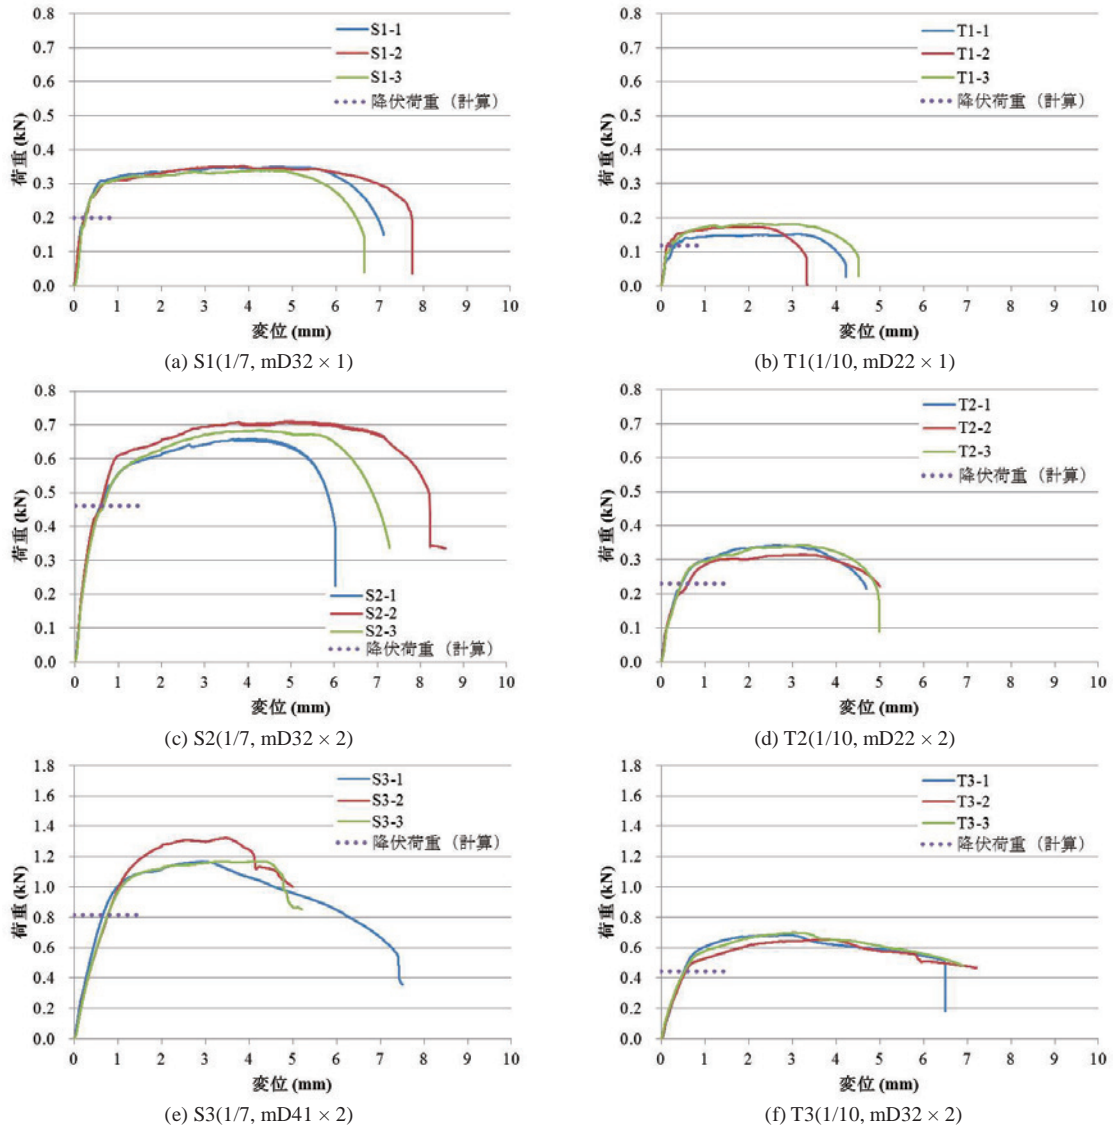 0.8
0.7
0.6
0.5
0.4
0.3
0.2
0.1
0.0
荷重 (kN)
S1-1
S1-2
S1-3
降伏荷重（計算）
0 1 2 3 4 5 6 7 8 9 10
変位 (mm)
(a) S1(1/7, mD32 × 1)
0.8
0.7
0.6
0.5
0.4
0.3
0.2
0.1
0.0
荷重 (kN)
T1-1
T1-2
T1-3
降伏荷重（計算）
0 1 2 3 4 5 6 7 8 9 10
変位 (mm)
(b) T1(1/10, mD22 × 1)
0.8
0.7
0.6
0.5
0.4
0.3
0.2
0.1
0.0
荷重 (kN)
S2-1
S2-2
S2-3
降伏荷重（計算）
0 1 2 3 4 5 6 7 8 9 10
変位 (mm)
(c) S2(1/7, mD32 × 2)
0.8
0.7
0.6
0.5
0.4
0.3
0.2
0.1
0.0
荷重 (kN)
T2-1
T2-2
T2-3
降伏荷重（計算）
0 1 2 3 4 5 6 7 8 9 10
変位 (mm)
(d) T2(1/10, mD22 × 2)
1.8
1.6
1.4
1.2
1.0
0.8
0.6
0.4
0.2
0.0
荷重 (kN)
S3-1
S3-2
S3-3
降伏荷重（計算）
0 1 2 3 4 5 6 7 8 9 10
変位 (mm)
(e) S3(1/7, mD41 × 2)
1.8
1.6
1.4
1.2
1.0
0.8
0.6
0.4
0.2
0.0
荷重 (kN)
T3-1
T3-2
T3-3
降伏荷重（計算）
0 1 2 3 4 5 6 7 8 9 10
変位 (mm)
(f) T3(1/10, mD32 × 2)